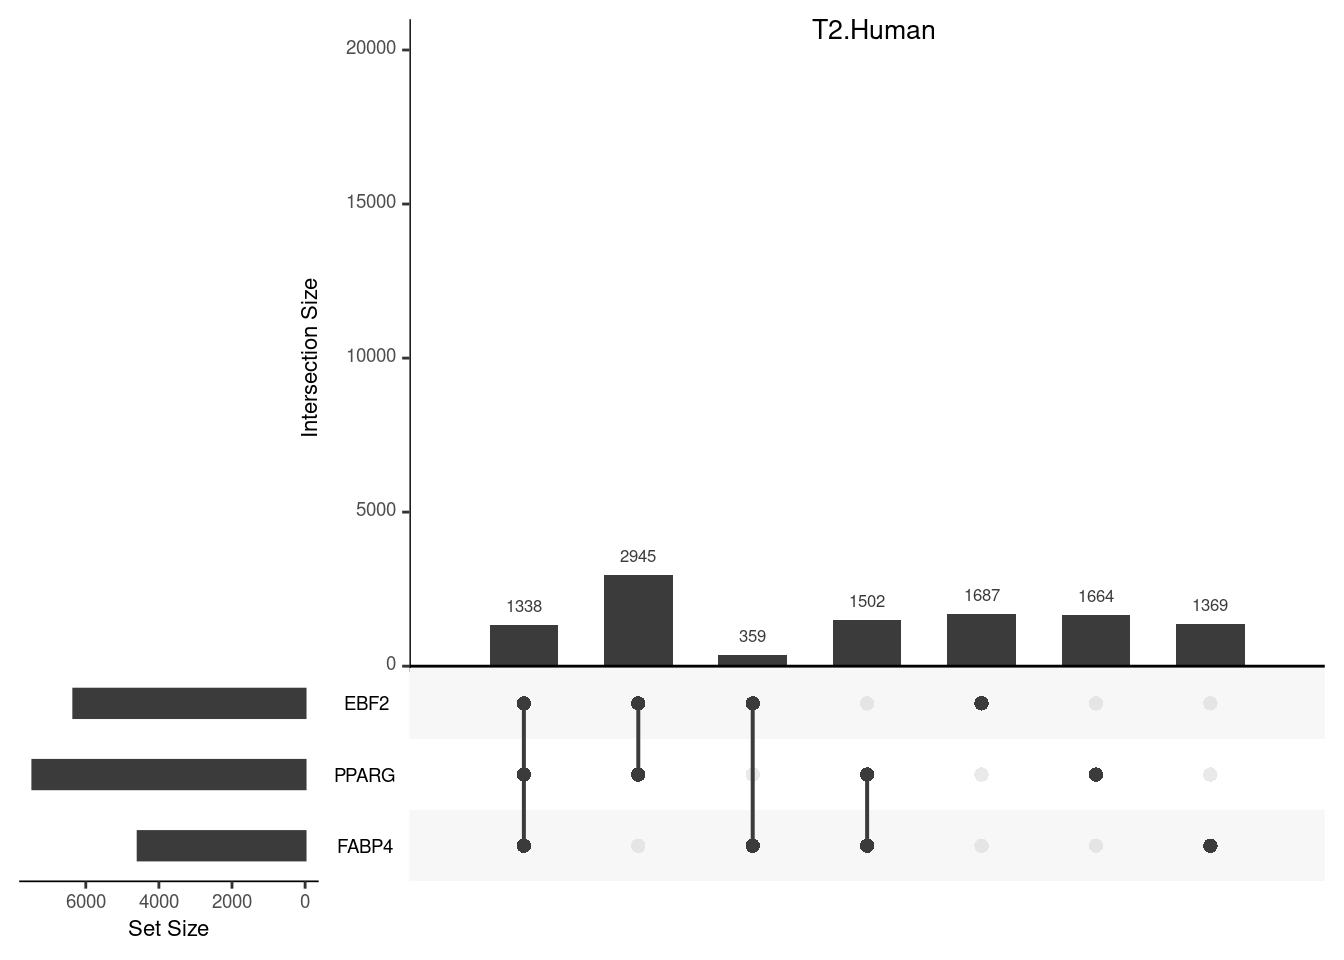 T2.Human
20000
15000
10000
5000
0
Intersection Size
1338
2945
359
1502
1687
1664
1369
EBF2
PPARG
FABP4
6000 4000 2000 0
Set Size